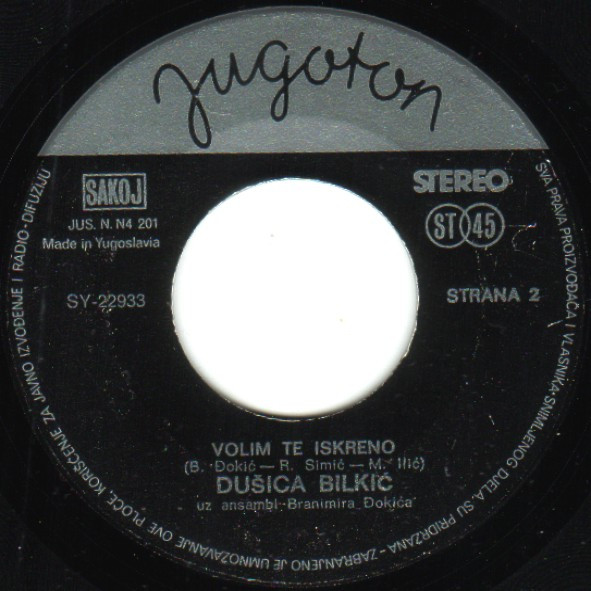 jugoton
SAKOJ
JUS. N. N4 201
Made in Yugoslavia
STEREO
ST 45
SY-22933
STRANA 2
VOLIM TE ISKRENO
(B. Đokić — R. Simić — M. Ilić)
DUŠICA BILKIĆ
uz ansambl Branimira Đokića
SVA PRAVA PROIZVOĐAČA I VLASNIKA SNIMLJENOG DJELA SU PRIDRŽANA - ZABRANJENO JE UMNOŽAVANJE OVE PLOČE, KORIŠĆENJE ZA JAVNO IZVOĐENJE I RADIO-DIFUZIJU